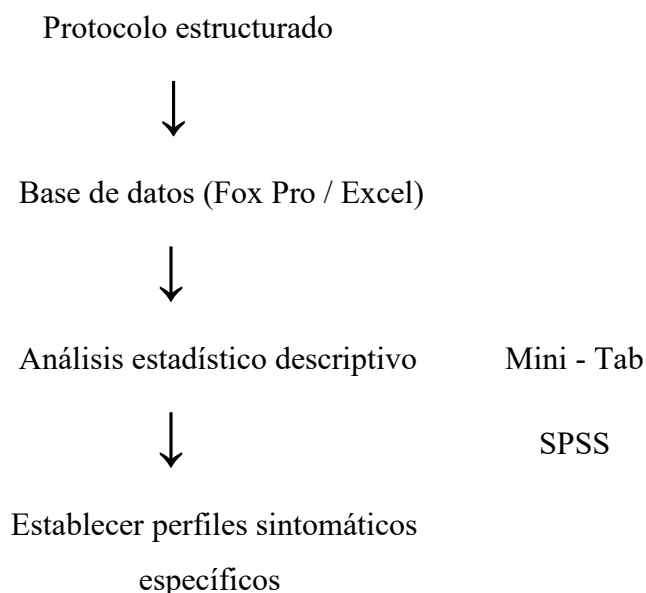 Protocolo estructurado
Base de datos (Fox Pro / Excel)
Análisis estadístico descriptivo Mini - Tab
SPSS
Establecer perfiles sintomáticos
específicos